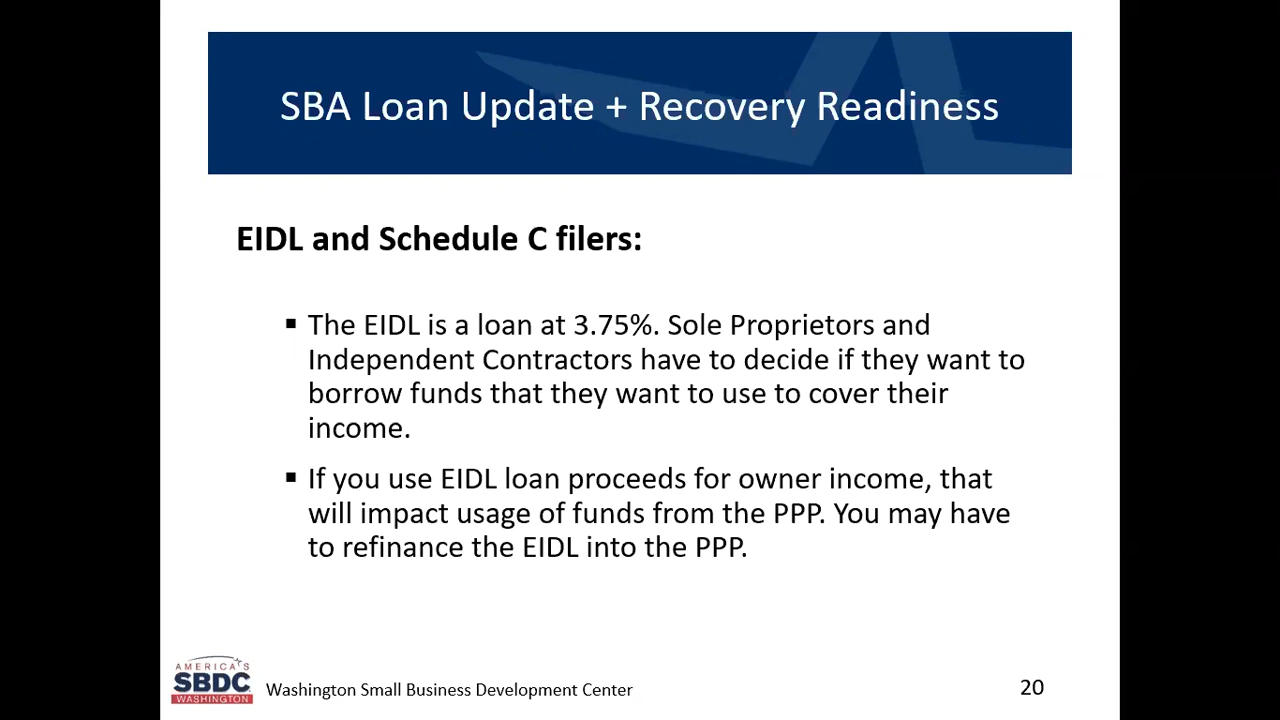 SBA Loan Update + Recovery Readiness
EIDL and Schedule C filers:
▪ The EIDL is a loan at 3.75%. Sole Proprietors and
Independent Contractors have to decide if they want to
borrow funds that they want to use to cover their
income.
▪ If you use EIDL loan proceeds for owner income, that
will impact usage of funds from the PPP. You may have
to refinance the EIDL into the PPP.
AMERICA'S
SBDC
WASHINGTON
Washington Small Business Development Center
20